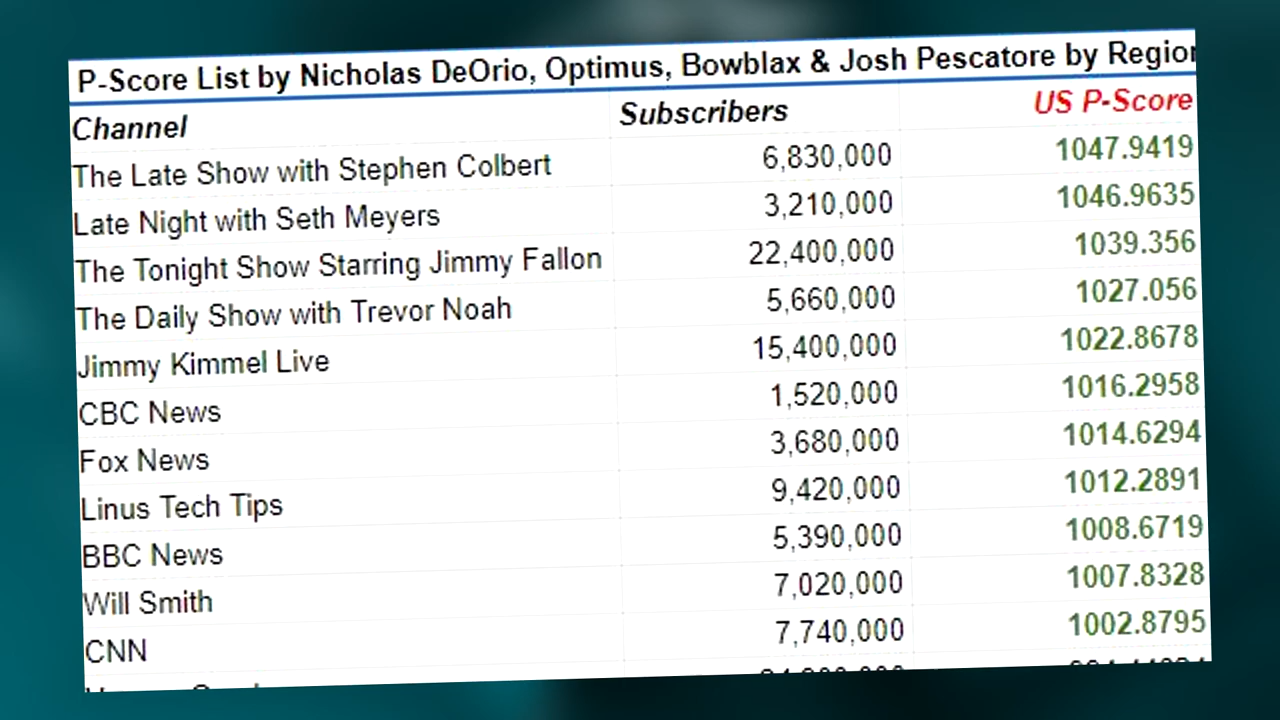 P-Score List by Nicholas DeOrio, Optimus, Bowblax & Josh Pescatore by Region
Channel Subscribers US P-Score
The Late Show with Stephen Colbert 6,830,000 1047.9419
Late Night with Seth Meyers 3,210,000 1046.9635
The Tonight Show Starring Jimmy Fallon 22,400,000 1039.356
The Daily Show with Trevor Noah 5,660,000 1027.056
Jimmy Kimmel Live 15,400,000 1022.8678
CBC News 1,520,000 1016.2958
Fox News 3,680,000 1014.6294
Linus Tech Tips 9,420,000 1012.2891
BBC News 5,390,000 1008.6719
Will Smith 7,020,000 1007.8328
CNN 7,740,000 1002.8795